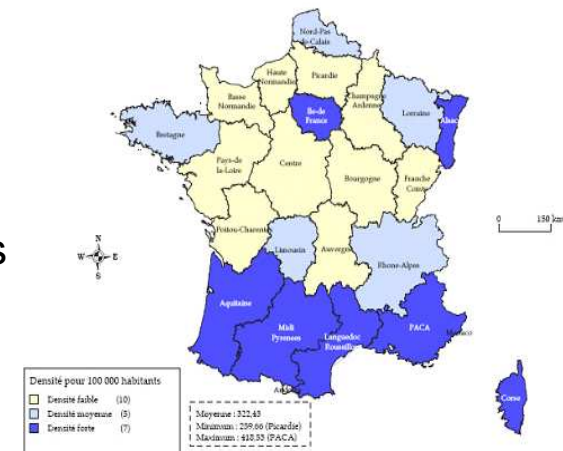 Nord-Pas
de-Calais
Haute
Normandie
Picardie
Basse
Normandie
Ile-de
France
Champagne
Ardenne
Lorraine
Alsace
Bretagne
Pays-de
la-Loire
Centre
Bourgogne
Franche
Comté
0 150 km
Poitou-Charentes
Limousin
Auvergne
Rhone-Alpes
s
N
W E
S
Aquitaine
Midi
Pyrenees
Languedoc
Roussillon
PACA
Monaco
Corse
Densité pour 100 000 habitants
Densité faible (10)
Densité moyenne (5)
Densité forte (7)
Moyenne : 322,43
Minimum : 259,66 (Picardie)
Maximum : 418,53 (PACA)